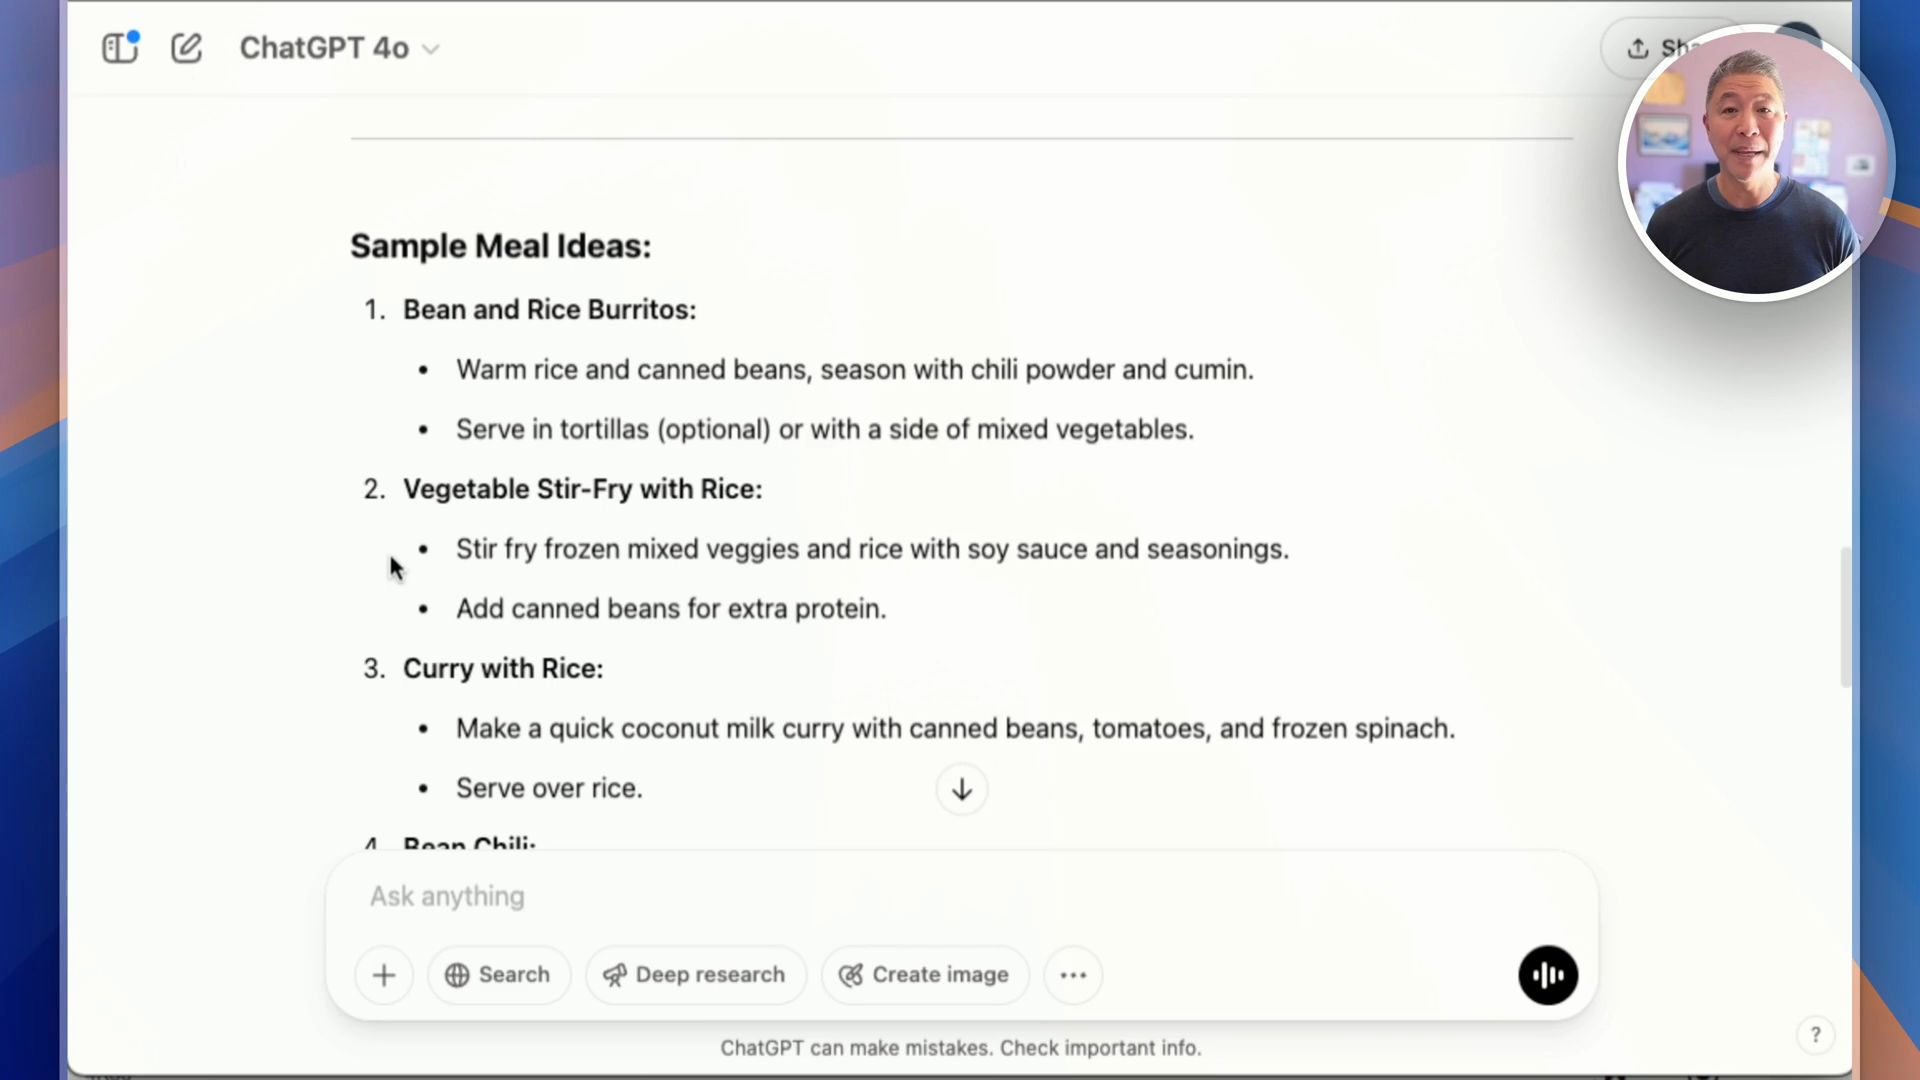 ChatGPT 4o
Sha
Sample Meal Ideas:
1. Bean and Rice Burritos:
• Warm rice and canned beans, season with chili powder and cumin.
• Serve in tortillas (optional) or with a side of mixed vegetables.
2. Vegetable Stir-Fry with Rice:
• Stir fry frozen mixed veggies and rice with soy sauce and seasonings.
• Add canned beans for extra protein.
3. Curry with Rice:
• Make a quick coconut milk curry with canned beans, tomatoes, and frozen spinach.
• Serve over rice.
4. Bean Chili:
Ask anything
Search Deep research Create image
ChatGPT can make mistakes. Check important info.
?